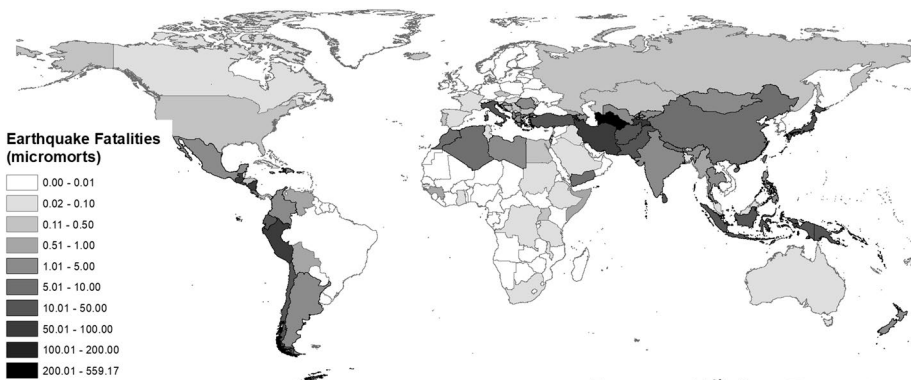 Earthquake Fatalities
(micromorts)
0.00 - 0.01
0.02 - 0.10
0.11 - 0.50
0.51 - 1.00
1.01 - 5.00
5.01 - 10.00
10.01 - 50.00
50.01 - 100.00
100.01 - 200.00
200.01 - 559.17